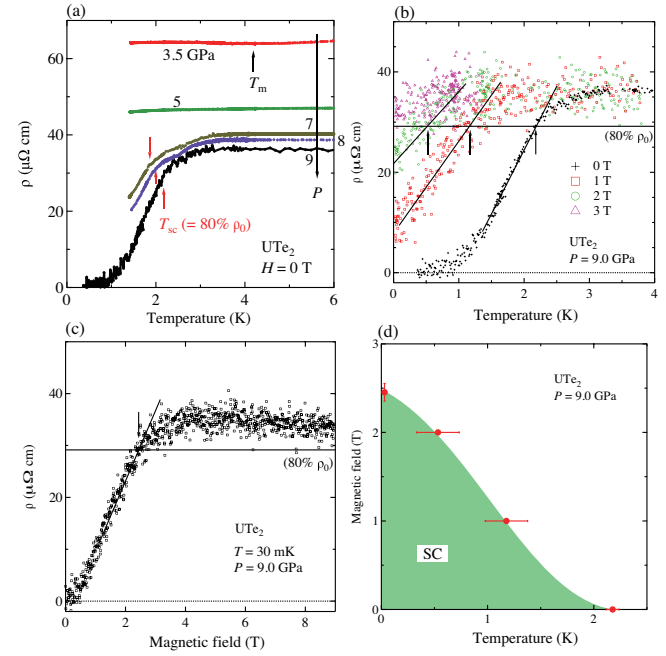 (a)
60
40
20
0
ρ (μΩ cm)
3.5 GPa
T_m
5
7
8
9
P
T_sc (= 80% ρ_0)
UTe_2
H = 0 T
0
2
4
6
Temperature (K)
(b)
60
40
20
0
ρ (μΩ cm)
(80% ρ_0)
0 T
1 T
2 T
3 T
UTe_2
P = 9.0 GPa
0
1
2
3
4
Temperature (K)
(c)
60
40
20
0
ρ (μΩ cm)
(80% ρ_0)
UTe_2
T = 30 mK
P = 9.0 GPa
0
2
4
6
8
Magnetic field (T)
(d)
3
2
1
0
Magnetic field (T)
UTe_2
P = 9.0 GPa
SC
0
1
2
Temperature (K)